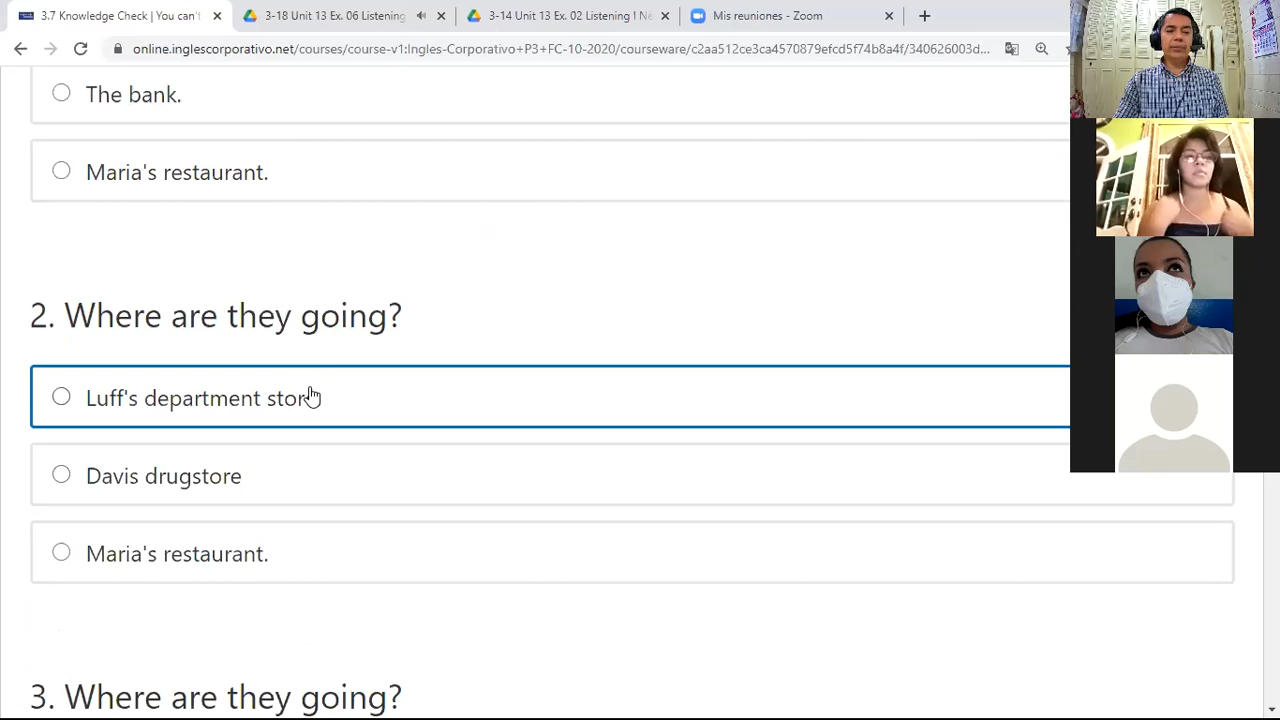 3.7 Knowledge Check | You can't
3-18 Unit 13 Ex. 06 Listening
3-14 Unit 13 Ex. 02 Listening ! Ne
Mis reuniones - Zoom
online.inglescorporativo.net/courses/course-v1:Ingles-Corporativo+P3+FC-10-2020/courseware/c2aa512ce3ca4570879efcd5f74b8a4f/3f0626003d...
The bank.
Maria's restaurant.
2. Where are they going?
Luff's department store
Davis drugstore
Maria's restaurant.
3. Where are they going?